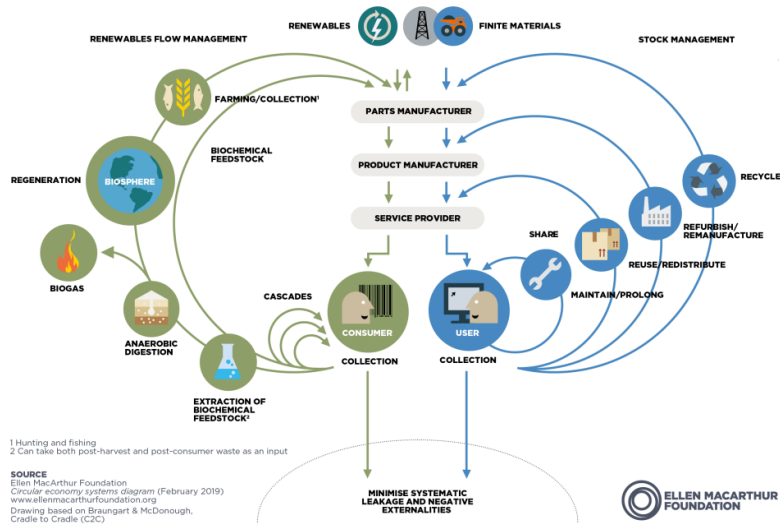 RENEWABLES
FINITE MATERIALS
RENEWABLES FLOW MANAGEMENT
STOCK MANAGEMENT
FARMING/COLLECTION¹
PARTS MANUFACTURER
BIOCHEMICAL
FEEDSTOCK
PRODUCT MANUFACTURER
REGENERATION
BIOSPHERE
RECYCLE
SERVICE PROVIDER
REFURBISH/
REMANUFACTURE
SHARE
REUSE/REDISTRIBUTE
BIOGAS
MAINTAIN/PROLONG
CASCADES
CONSUMER
USER
ANAEROBIC
DIGESTION
COLLECTION
COLLECTION
EXTRACTION OF
BIOCHEMICAL
FEEDSTOCK²
1 Hunting and fishing
2 Can take both post-harvest and post-consumer waste as an input
SOURCE
Ellen MacArthur Foundation
Circular economy systems diagram (February 2019)
www.ellenmacarthurfoundation.org
Drawing based on Braungart & McDonough,
Cradle to Cradle (C2C)
MINIMISE SYSTEMATIC
LEAKAGE AND NEGATIVE
EXTERNALITIES
ELLEN MACARTHUR
FOUNDATION